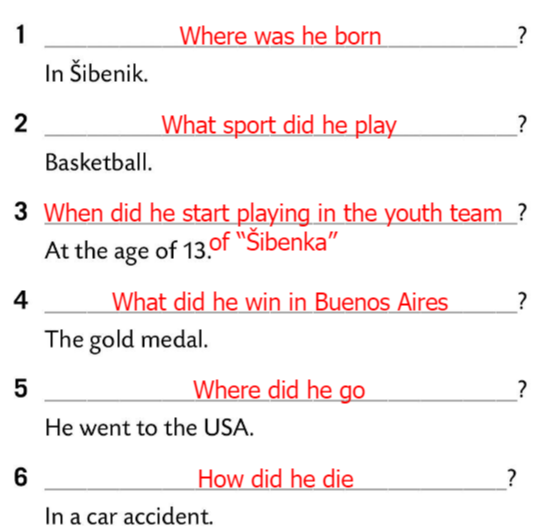 1 Where was he born ?
In Šibenik.
2 What sport did he play ?
Basketball.
3 When did he start playing in the youth team ?
At the age of 13. of “Šibenka”
4 What did he win in Buenos Aires ?
The gold medal.
5 Where did he go ?
He went to the USA.
6 How did he die ?
In a car accident.